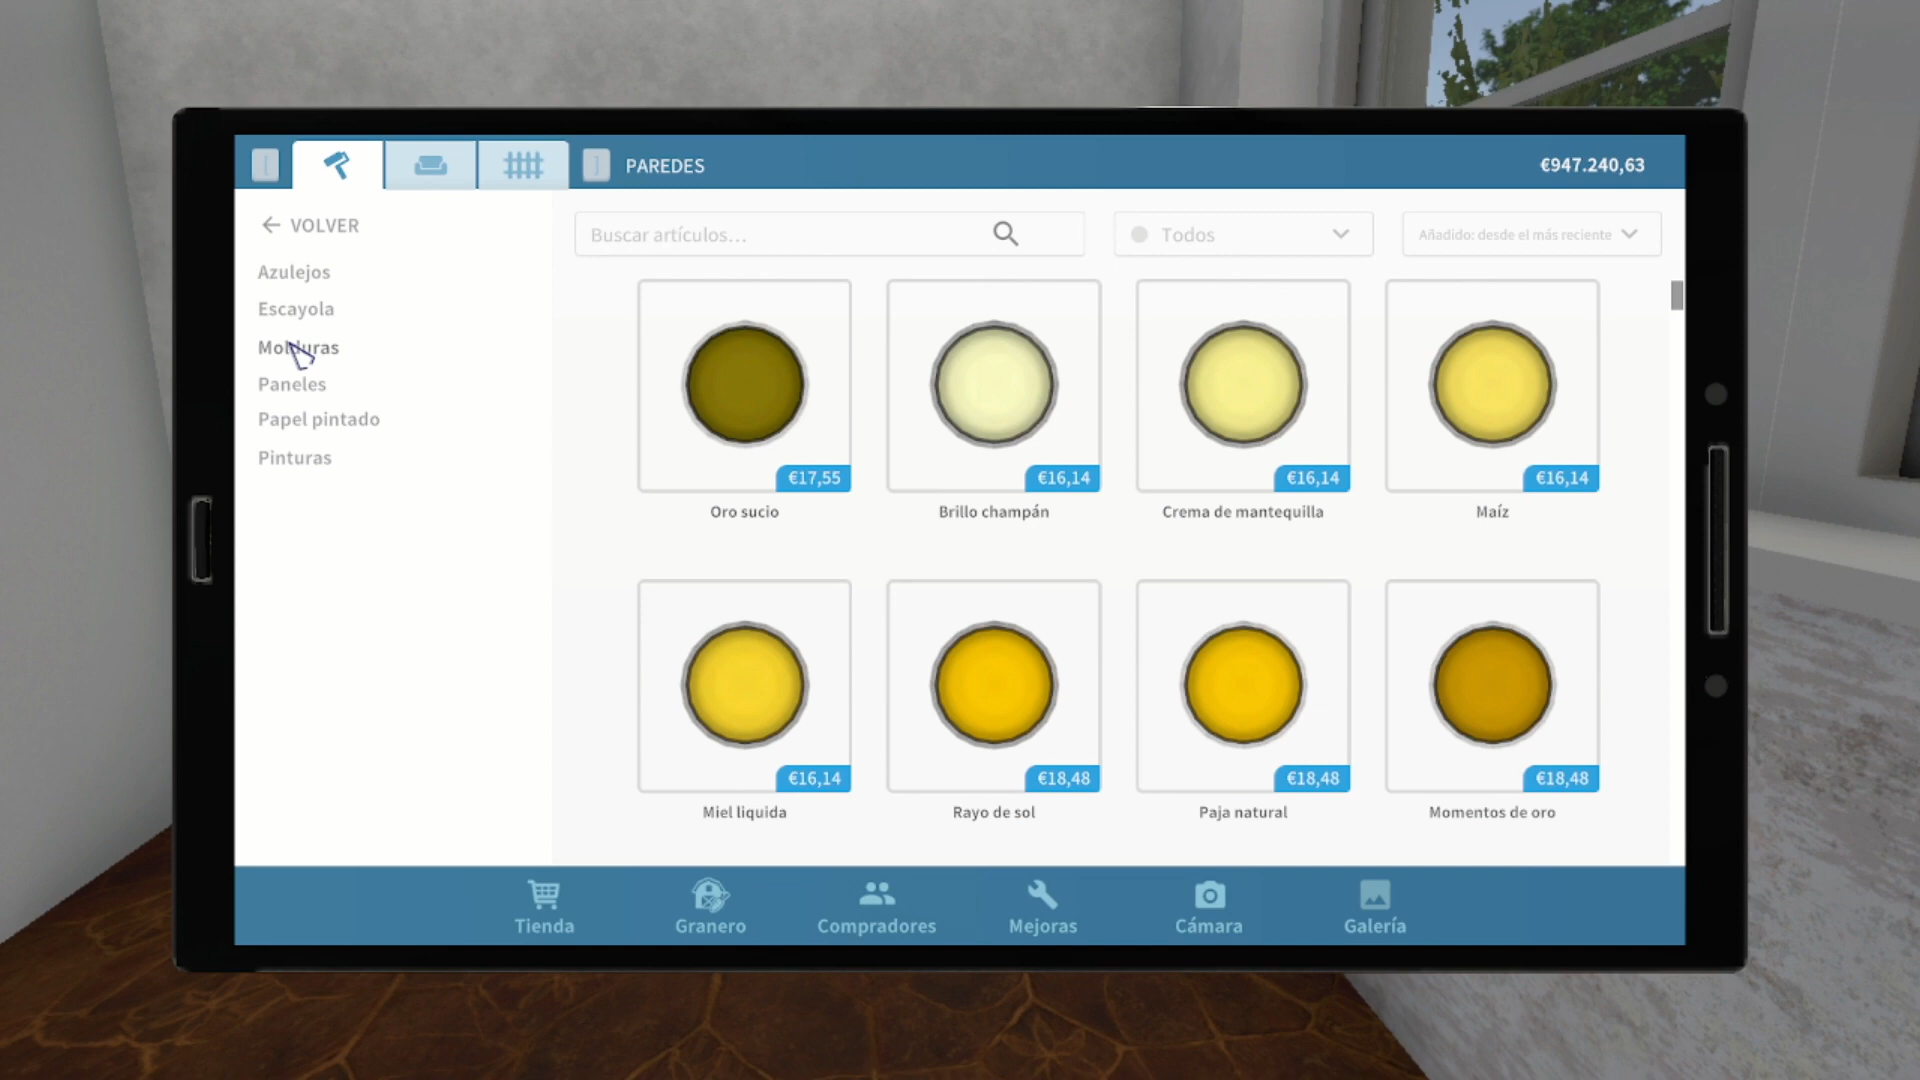 [
]
PAREDES
€947.240,63
VOLVER
Azulejos
Escayola
Molduras
Paneles
Papel pintado
Pinturas
Buscar artículos...
Todos
Añadido: desde el más reciente
€17,55
€16,14
€16,14
€16,14
Oro sucio
Brillo champán
Crema de mantequilla
Maíz
€16,14
€18,48
€18,48
€18,48
Miel liquida
Rayo de sol
Paja natural
Momentos de oro
Tienda
Granero
Compradores
Mejoras
Cámara
Galería